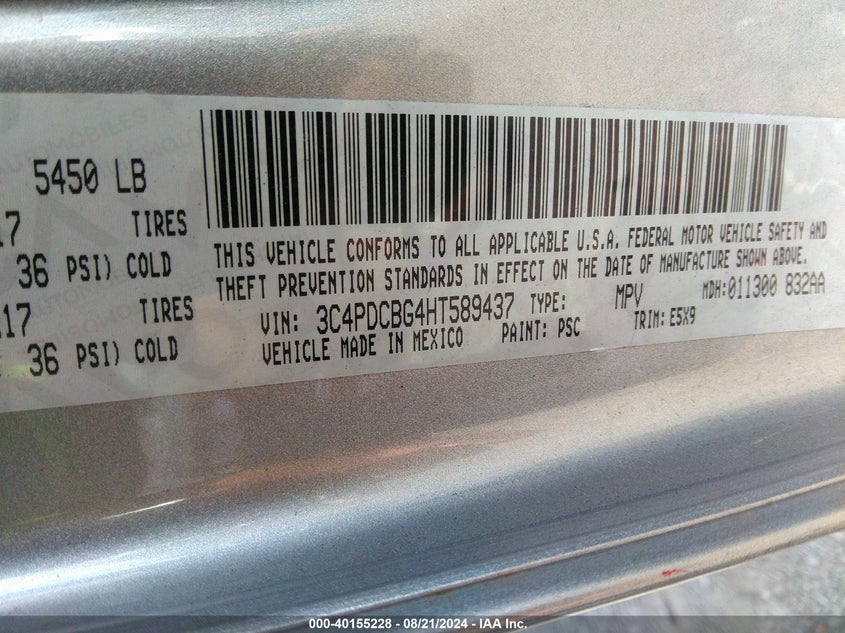 5450 LB
17 TIRES
36 PSI) COLD
17
: 36 PSI) COLD
THIS VEHICLE CONFORMS TO ALL APPLICABLE U.S.A. FEDERAL MOTOR VEHICLE SAFETY AND
THEFT PREVENTION STANDARDS IN EFFECT ON THE DATE OF MANUFACTURE SHOWN ABOVE.
VIN: 3C4PDCBG4HT589437 TYPE: MPV MDH:011300 832AA
VEHICLE MADE IN MEXICO PAINT: PSC TRIM: E5X9
000-40155228 - 08/21/2024 - IAA Inc.